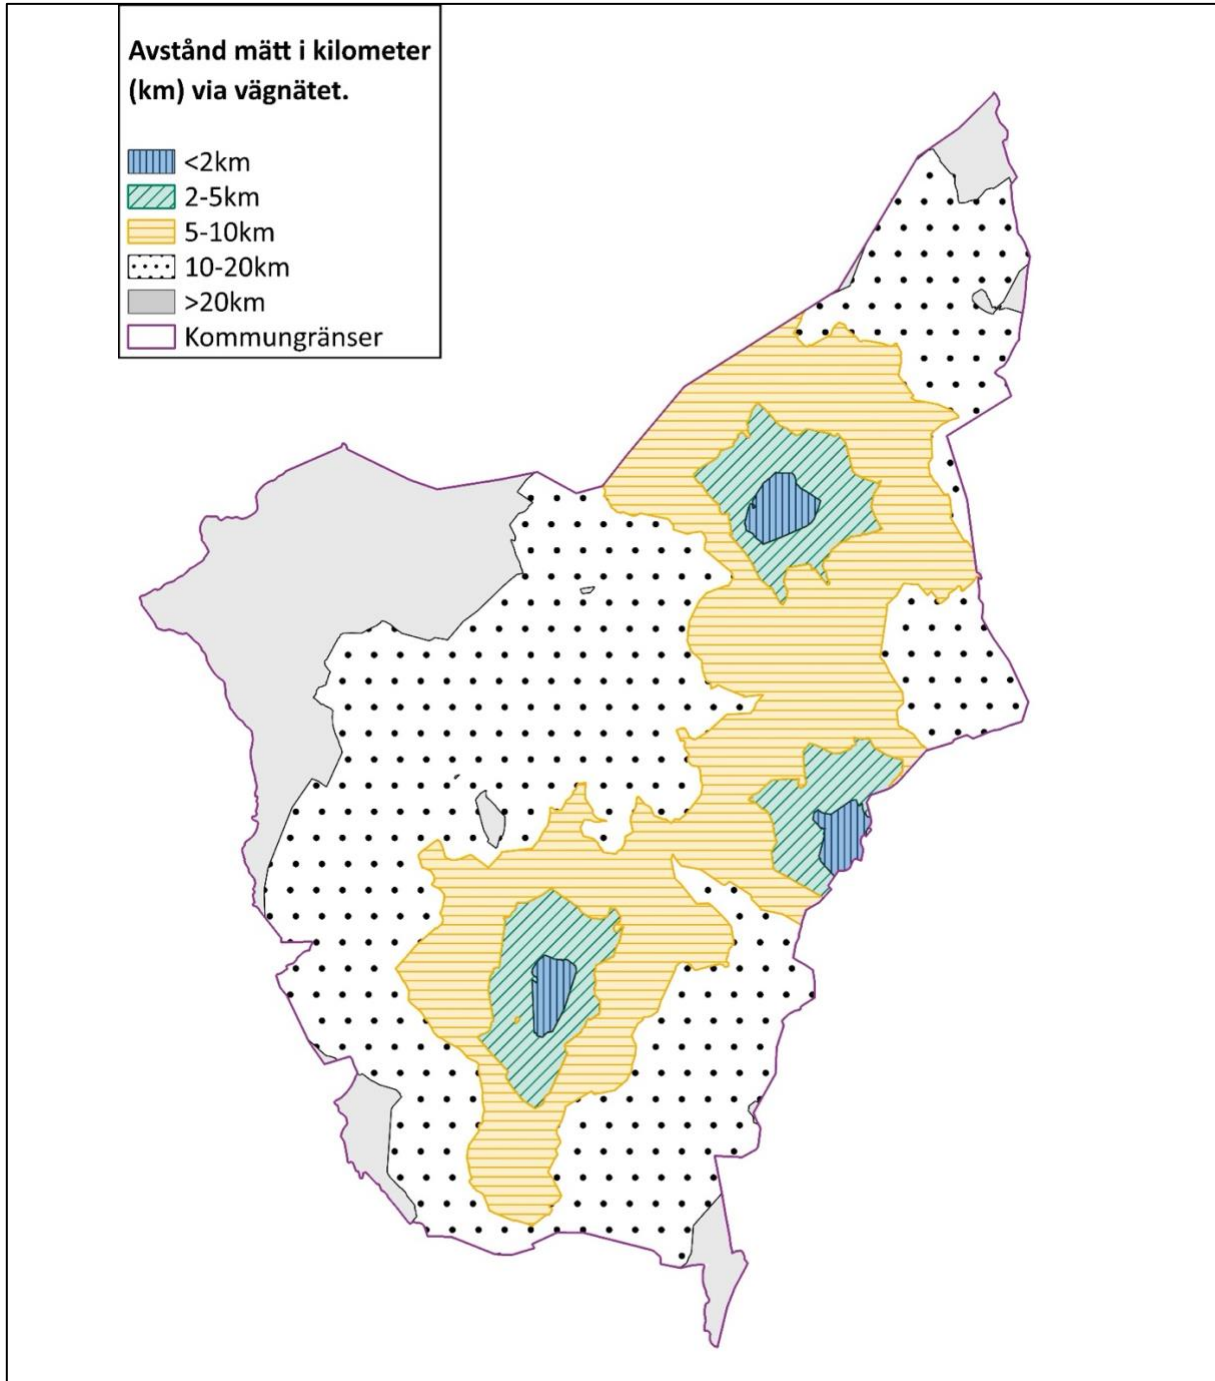 Avstånd mätt i kilometer
(km) via vägnätet.
<2km
2-5km
5-10km
10-20km
>20km
Kommungränser